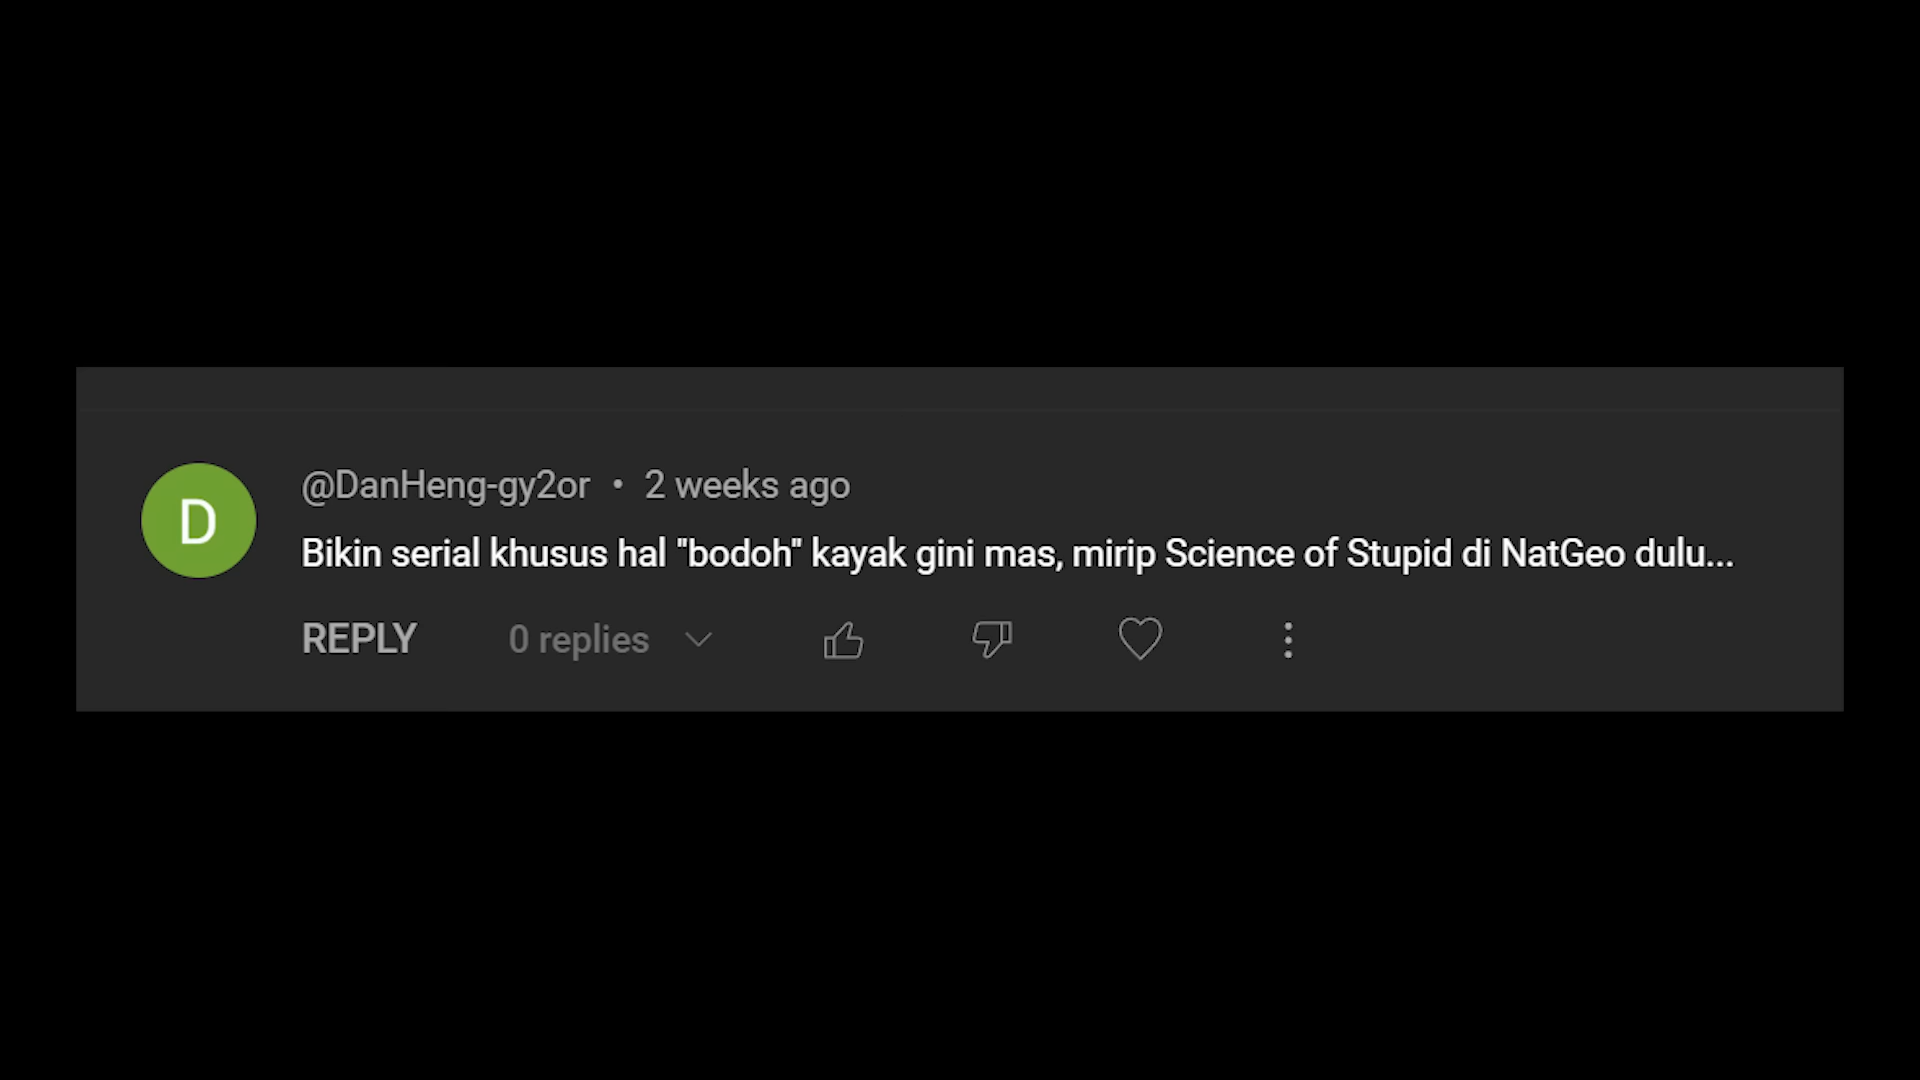 D
@DanHeng-gy2or • 2 weeks ago
Bikin serial khusus hal "bodoh" kayak gini mas, mirip Science of Stupid di NatGeo dulu...
REPLY 0 replies